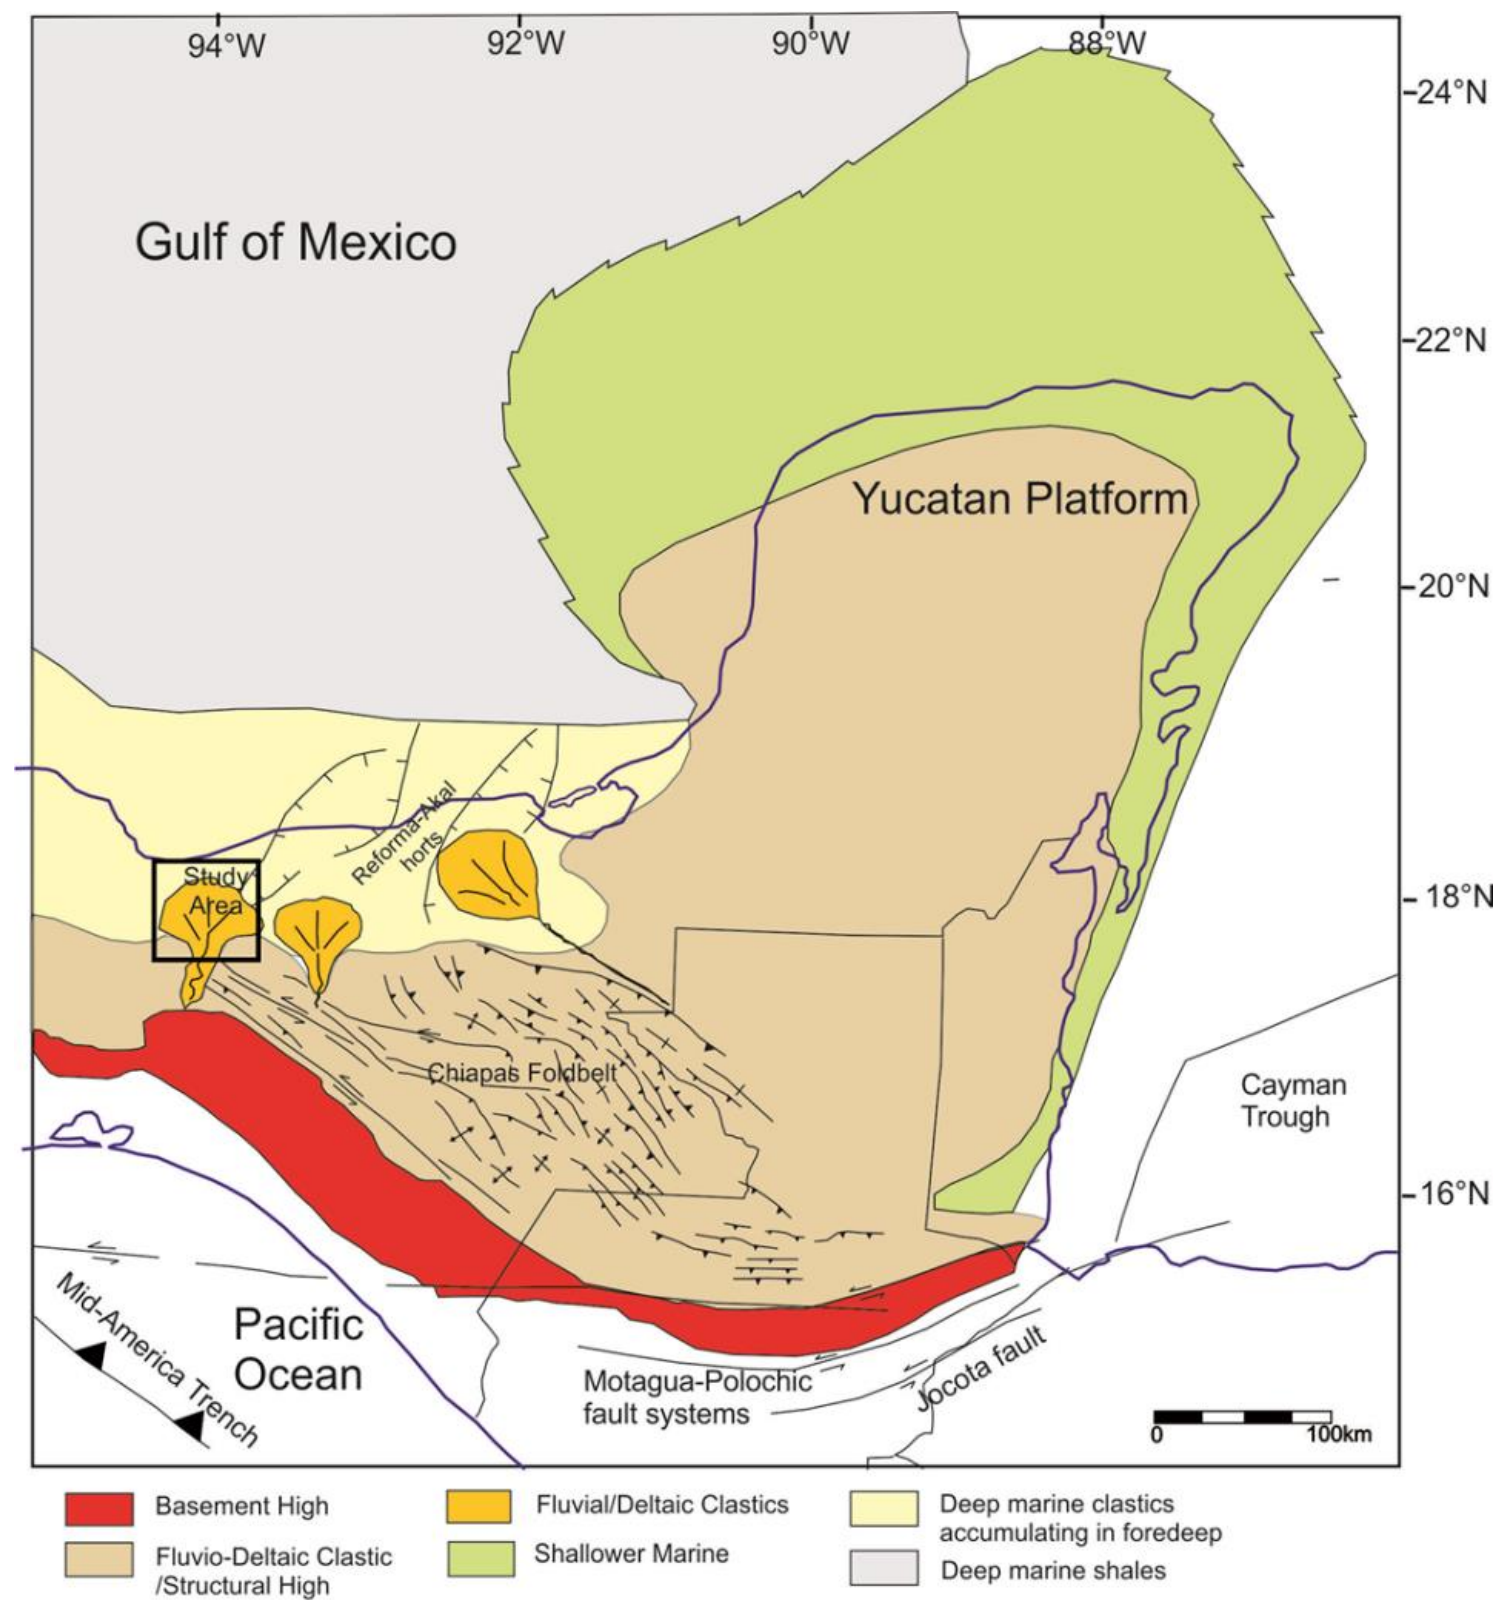 94°W
92°W
90°W
88°W
24°N
Gulf of Mexico
22°N
Yucatan Platform
20°N
Reforma-Akal
horts
Study
Area
18°N
Chiapas Foldbelt
Cayman
Trough
16°N
Mid-America Trench
Pacific
Ocean
Motagua-Polochic
fault systems
Jocota fault
0
100km
Basement High
Fluvial/Deltaic Clastics
Deep marine clastics
accumulating in foredeep
Fluvio-Deltaic Clastic
/Structural High
Shallower Marine
Deep marine shales